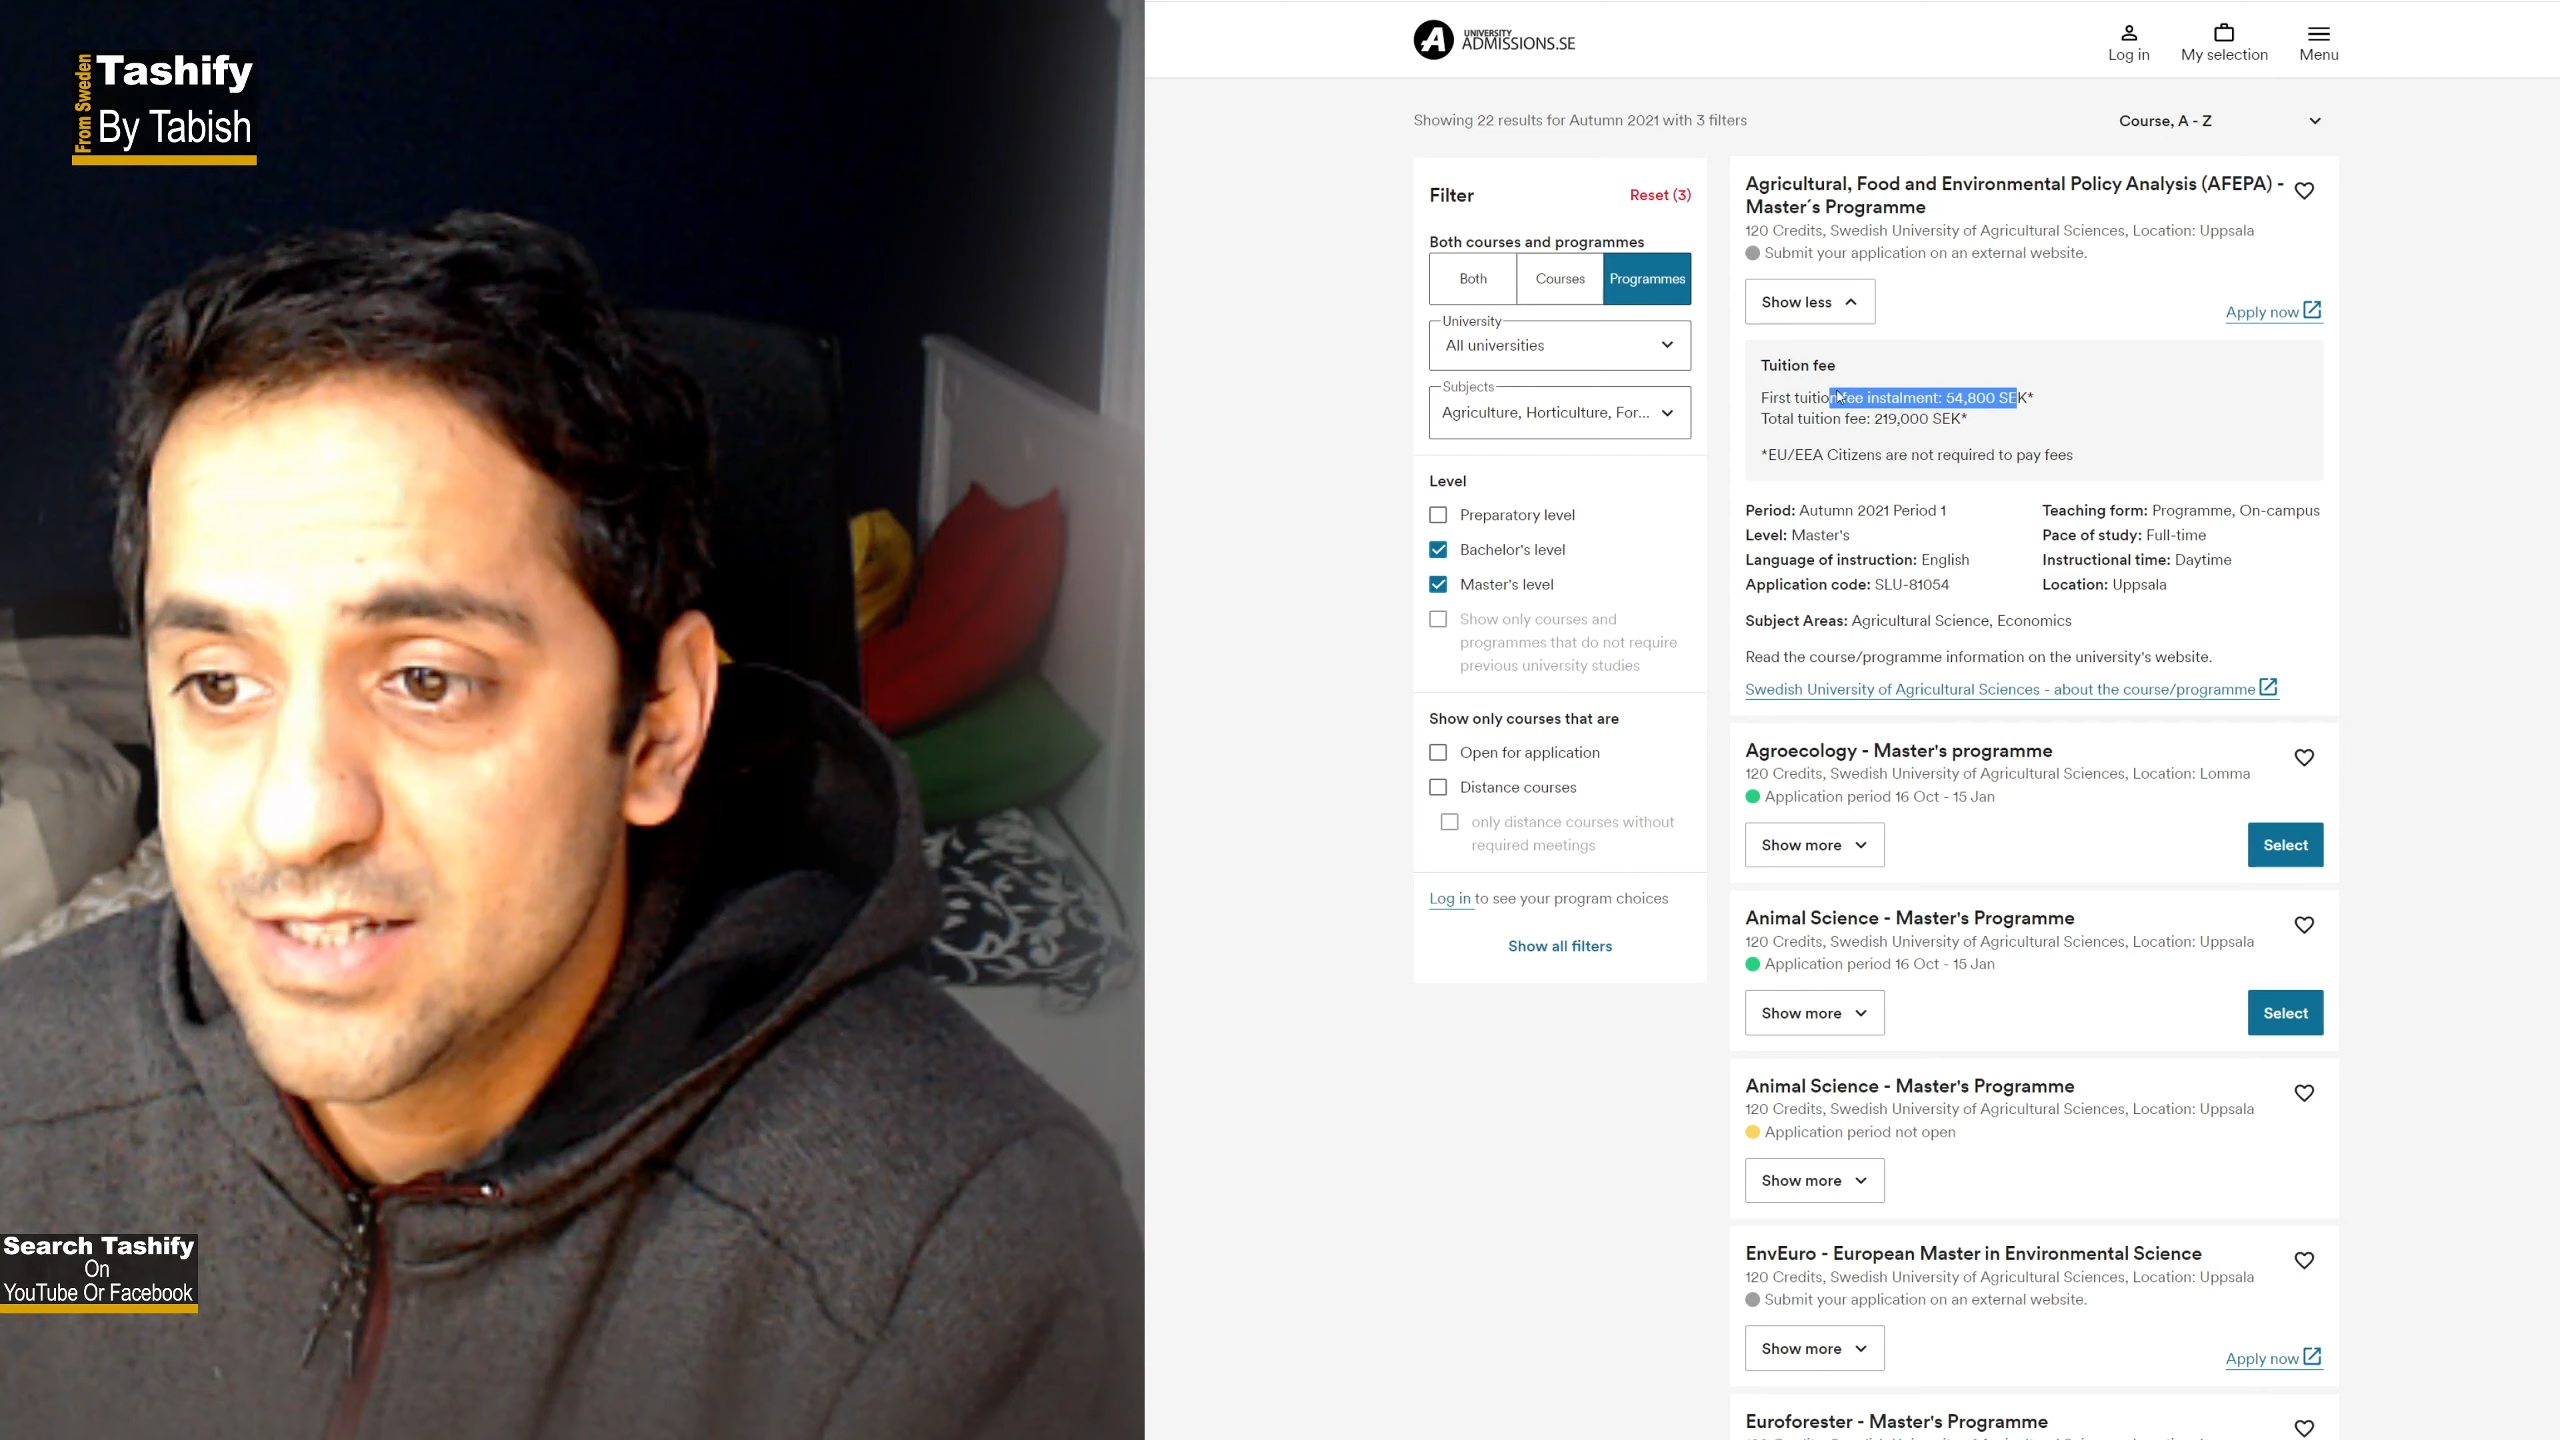 From Sweden
Tashify
By Tabish
Search Tashify
On
YouTube Or Facebook
A
UNIVERSITY
ADMISSIONS.SE
Log in
My selection
Menu
Showing 22 results for Autumn 2021 with 3 filters
Course, A - Z
Filter
Reset (3)
Both courses and programmes
Both
Courses
Programmes
University
All universities
Subjects
Agriculture, Horticulture, For...
Level
Preparatory level
Bachelor's level
Master's level
Show only courses and
programmes that do not require
previous university studies
Show only courses that are
Open for application
Distance courses
only distance courses without
required meetings
Log in to see your program choices
Show all filters
Agricultural, Food and Environmental Policy Analysis (AFEPA) -
Master´s Programme
120 Credits, Swedish University of Agricultural Sciences, Location: Uppsala
Submit your application on an external website.
Show less
Apply now
Tuition fee
First tuition fee instalment: 54,800 SEK*
Total tuition fee: 219,000 SEK*
*EU/EEA Citizens are not required to pay fees
Period: Autumn 2021 Period 1
Level: Master's
Language of instruction: English
Application code: SLU-81054
Teaching form: Programme, On-campus
Pace of study: Full-time
Instructional time: Daytime
Location: Uppsala
Subject Areas: Agricultural Science, Economics
Read the course/programme information on the university's website.
Swedish University of Agricultural Sciences - about the course/programme
Agroecology - Master's programme
120 Credits, Swedish University of Agricultural Sciences, Location: Lomma
Application period 16 Oct - 15 Jan
Show more
Select
Animal Science - Master's Programme
120 Credits, Swedish University of Agricultural Sciences, Location: Uppsala
Application period 16 Oct - 15 Jan
Show more
Select
Animal Science - Master's Programme
120 Credits, Swedish University of Agricultural Sciences, Location: Uppsala
Application period not open
Show more
EnvEuro - European Master in Environmental Science
120 Credits, Swedish University of Agricultural Sciences, Location: Uppsala
Submit your application on an external website.
Show more
Apply now
Euroforester - Master's Programme